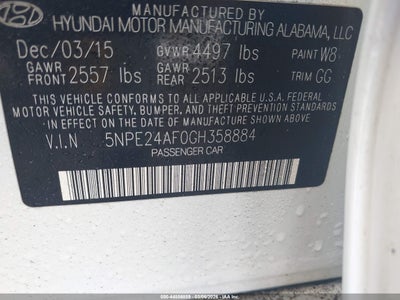 MANUFACTURED BY
HYUNDAI MOTOR MANUFACTURING ALABAMA, LLC
Dec/03/15 GVWR 4497 lbs PAINT W8
GAWR FRONT 2557 lbs GAWR REAR 2513 lbs TRIM GG
THIS VEHICLE CONFORMS TO ALL APPLICABLE U.S.A. FEDERAL
MOTOR VEHICLE SAFETY, BUMPER, AND THEFT PREVENTION STANDARDS
IN EFFECT ON THE DATE OF MANUFACTURE SHOWN ABOVE.
V.I.N 5NPE24AF0GH358884
PASSENGER CAR